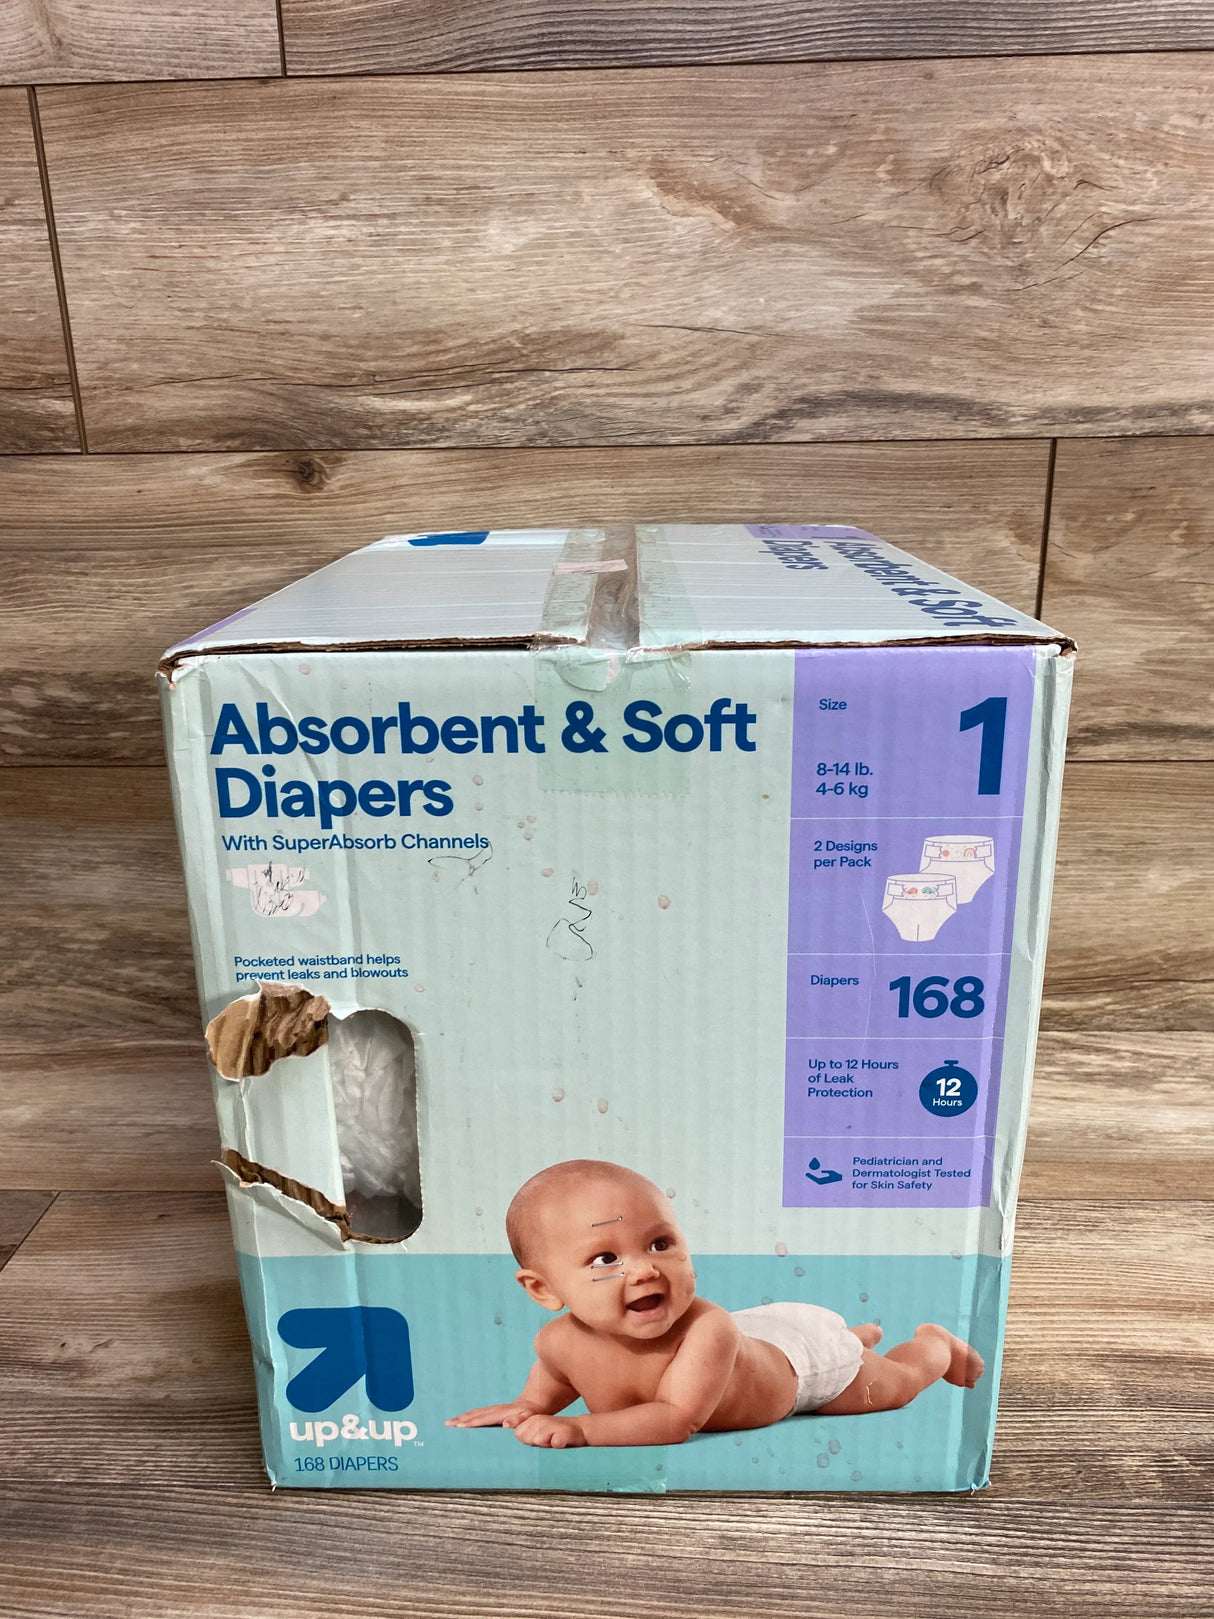 Absorbent & Soft
Diapers
Absorbent & Soft
Diapers
With SuperAbsorb Channels
Pocketed waistband helps
prevent leaks and blowouts
Size
1
8-14 lb.
4-6 kg
2 Designs
per Pack
Diapers
168
Up to 12 Hours
of Leak
Protection
12
Hours
Pediatrician and
Dermatologist Tested
for Skin Safety
up&up™
168 DIAPERS